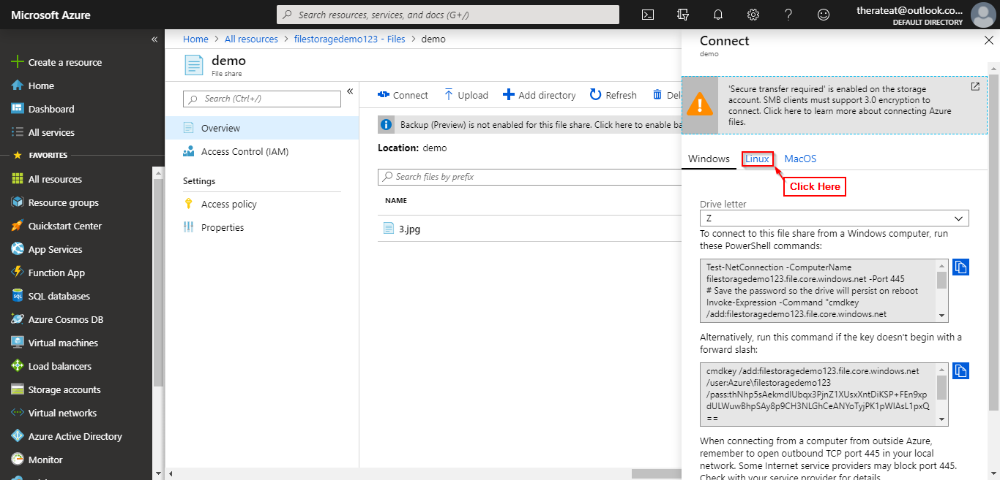 Microsoft Azure
Search resources, services, and docs (G+/)
therateat@outlook.co...
DEFAULT DIRECTORY
Create a resource
Home
Dashboard
All services
FAVORITES
All resources
Resource groups
Quickstart Center
App Services
Function App
SQL databases
Azure Cosmos DB
Virtual machines
Load balancers
Storage accounts
Virtual networks
Azure Active Directory
Monitor
Home > All resources > filestoragedemo123 - Files > demo
demo
File share
Search (Ctrl+/)
Overview
Access Control (IAM)
Settings
Access policy
Properties
Connect
Upload
Add directory
Refresh
Del
Backup (Preview) is not enabled for this file share. Click here to enable ba
Location: demo
Search files by prefix
NAME
3.jpg
Connect
demo
'Secure transfer required' is enabled on the storage
account. SMB clients must support 3.0 encryption to
connect. Click here to learn more about connecting Azure
files.
Windows
Linux
MacOS
Click Here
Drive letter
Z
To connect to this file share from a Windows computer, run
these PowerShell commands:
Test-NetConnection -ComputerName
filestoragedemo123.file.core.windows.net -Port 445
# Save the password so the drive will persist on reboot
Invoke-Expression -Command "cmdkey
/add:filestoragedemo123.file.core.windows.net
Alternatively, run this command if the key doesn't begin with a
forward slash:
cmdkey /add:filestoragedemo123.file.core.windows.net
/user:Azure\filestoragedemo123
When connecting from a computer from outside Azure,
remember to open outbound TCP port 445 in your local
network. Some Internet service providers may block port 445.
Check with your service provider for details.